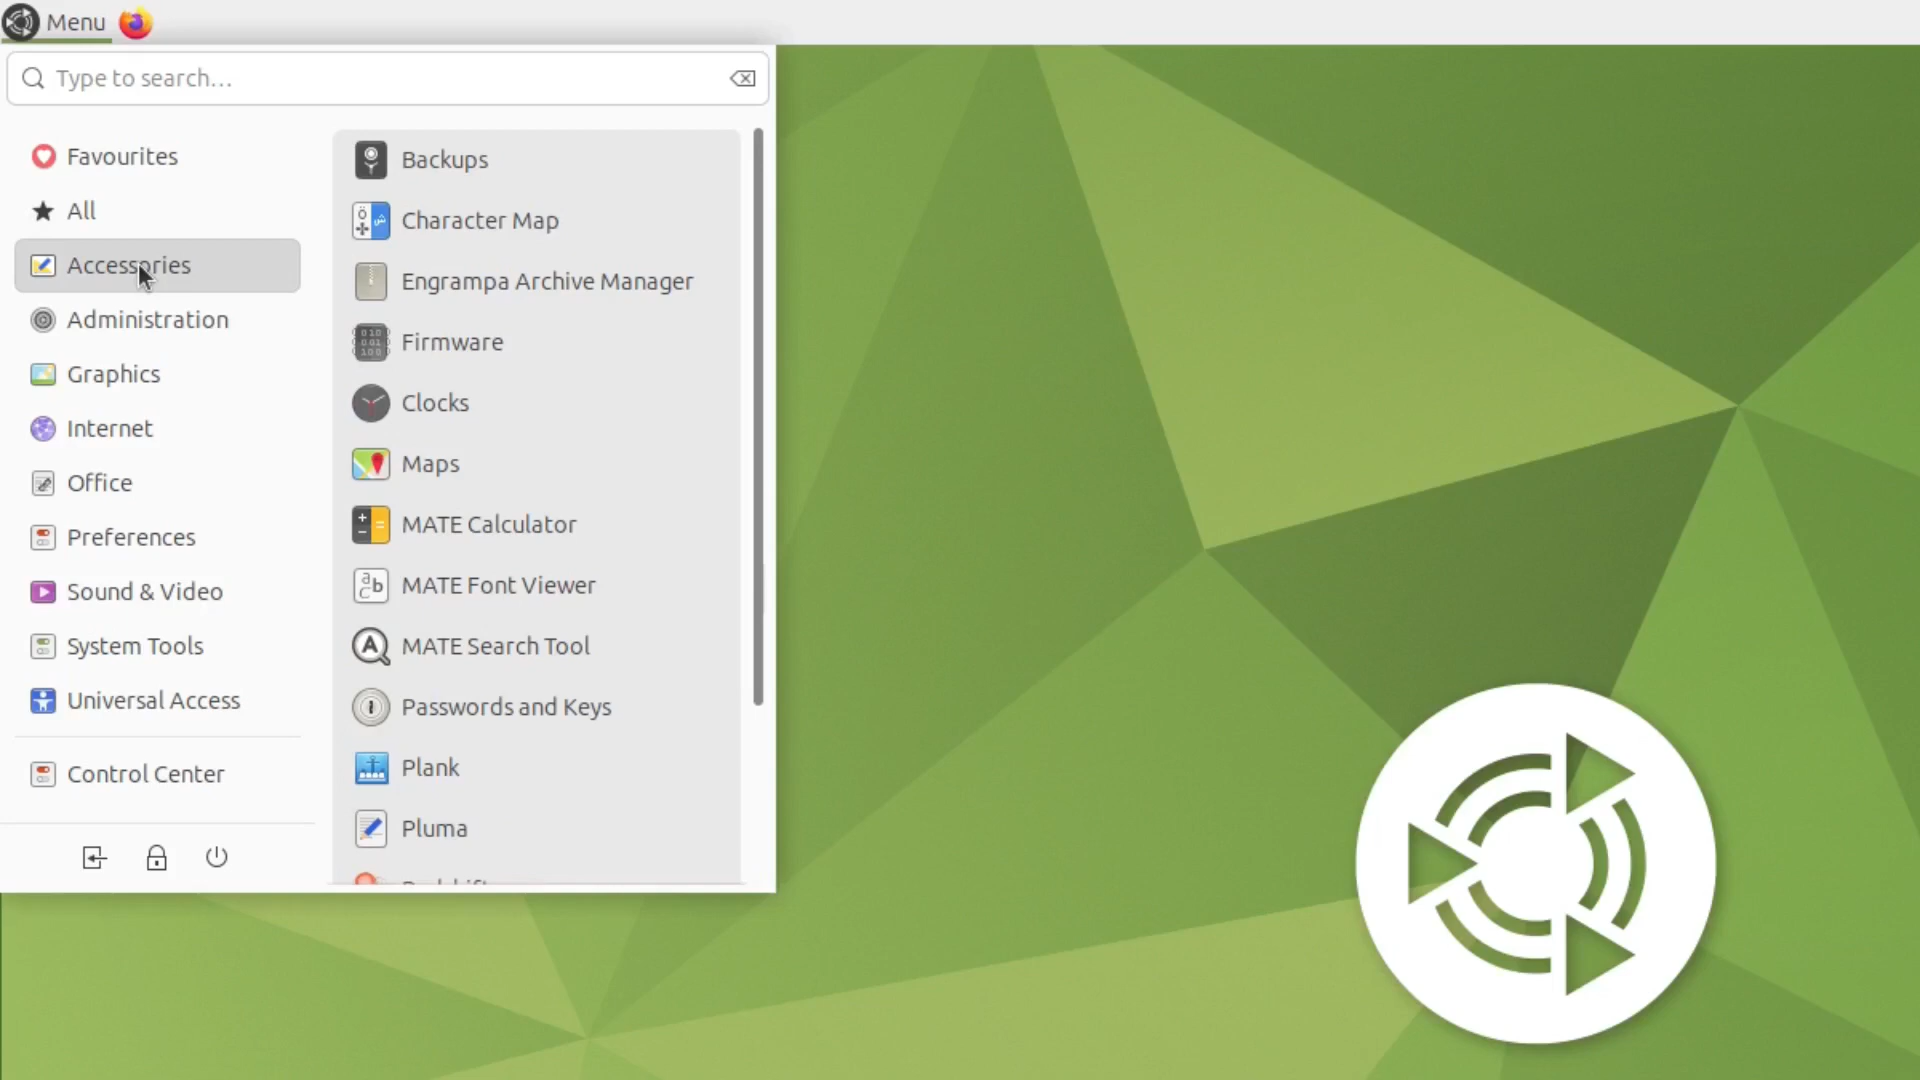 Menu
Type to search...
Favourites
All
Accessories
Administration
Graphics
Internet
Office
Preferences
Sound & Video
System Tools
Universal Access
Control Center
Backups
Character Map
Engrampa Archive Manager
Firmware
Clocks
Maps
MATE Calculator
MATE Font Viewer
MATE Search Tool
Passwords and Keys
Plank
Pluma